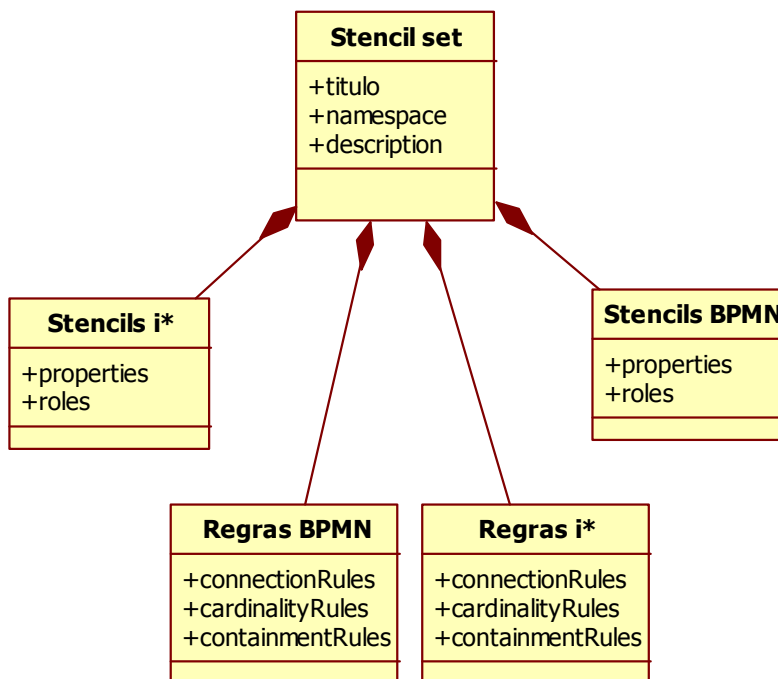 Stencil set
+titulo
+namespace
+description
Stencils i*
+properties
+roles
Stencils BPMN
+properties
+roles
Regras BPMN
+connectionRules
+cardinalityRules
+containmentRules
Regras i*
+connectionRules
+cardinalityRules
+containmentRules